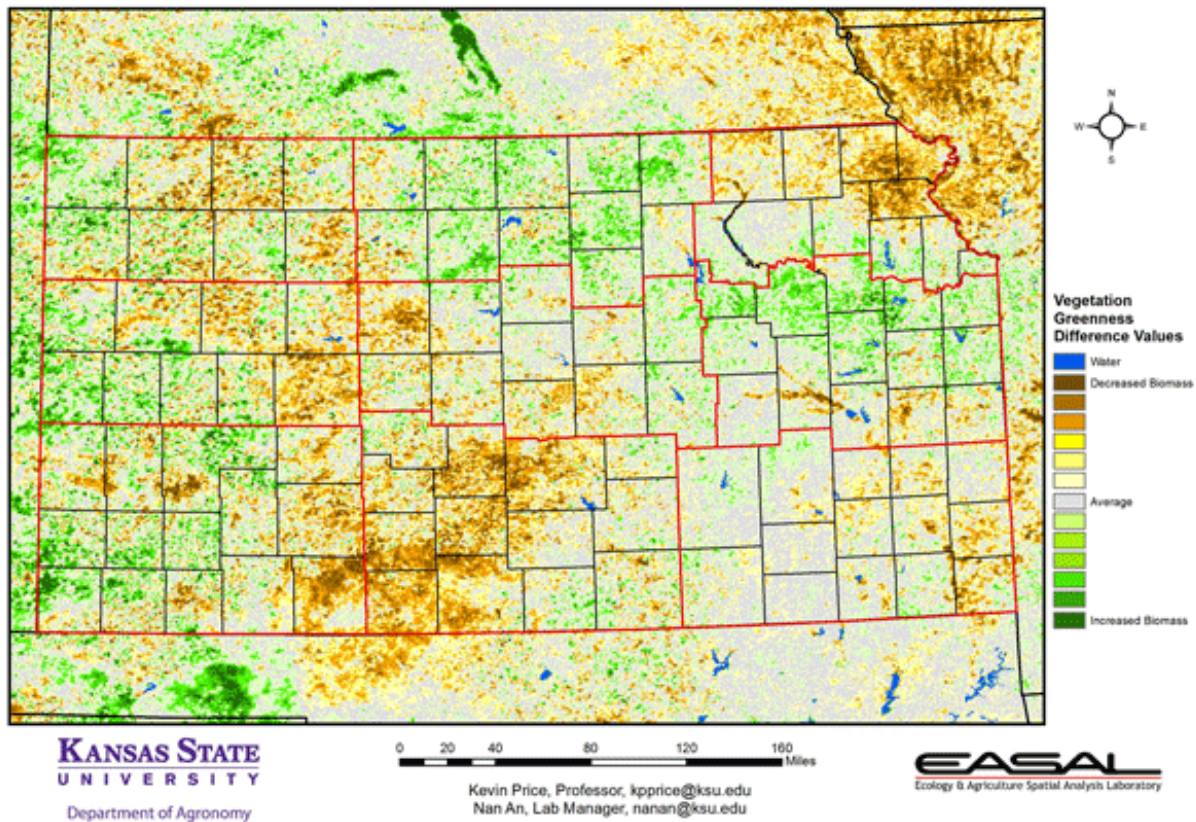 N
W E
S
Vegetation
Greenness
Difference Values
Water
Decreased Biomass
Average
Increased Biomass
KANSAS STATE
UNIVERSITY
Department of Agronomy
0 20 40 80 120 160
Miles
Kevin Price, Professor, kpprice@ksu.edu
Nan An, Lab Manager, nanan@ksu.edu
EASAL
Ecology & Agriculture Spatial Analysis Laboratory